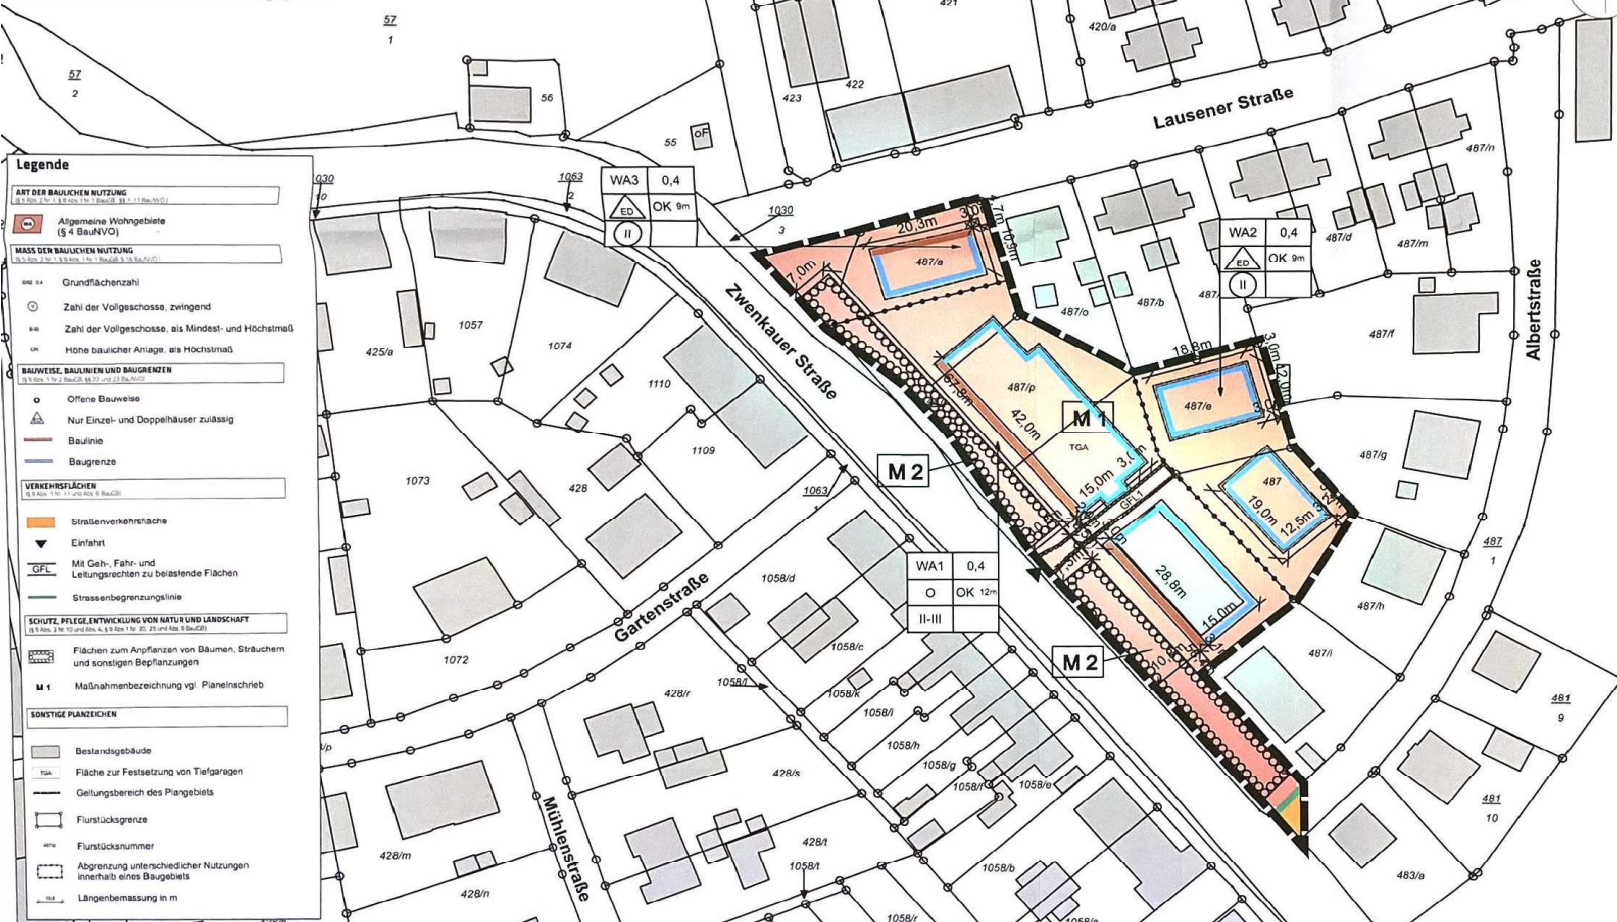 57
1
57
2
56
55
oF
421
422
423
420/a
Lausener Straße
Albertstraße
Zwenkauer Straße
Gartenstraße
Mühlenstraße
Legende
ART DER BAULICHEN NUTZUNG
WA
Allgemeine Wohngebiete
(§ 4 BauNVO)
MASS DER BAULICHEN NUTZUNG
Grundflächenzahl
Zahl der Vollgeschosse, zwingend
Zahl der Vollgeschosse, als Mindest- und Höchstmaß
OK
Höhe baulicher Anlage, als Höchstmaß
BAUWEISE, BAULINIEN UND BAUGRENZEN
o
Offene Bauweise
ED
Nur Einzel- und Doppelhäuser zulässig
Baulinie
Baugrenze
VERKEHRSFLÄCHEN
Straßenverkehrsfläche
Einfahrt
GFL
Mit Geh-, Fahr- und
Leitungsrechten zu belastende Flächen
Strassenbegrenzungslinie
SCHUTZ, PFLEGE,ENTWICKLUNG VON NATUR UND LANDSCHAFT
Flächen zum Anpflanzen von Bäumen, Sträuchern
und sonstigen Bepflanzungen
M 1
Maßnahmenbezeichnung vgl. Planeinschrieb
SONSTIGE PLANZEICHEN
Bestandsgebäude
TGA
Fläche zur Festsetzung von Tiefgaragen
Geltungsbereich des Plangebiets
Flurstücksgrenze
Flurstücksnummer
Abgrenzung unterschiedlicher Nutzungen
innerhalb eines Baugebiets
Längenbemassung in m
1030
10
1063
2
1030
3
WA3
0,4
ED
OK 9m
II
WA2
0,4
ED
OK 9m
II
WA1
0,4
O
OK 12m
II-III
20,3m
7,0m
10,9m
487/a
487/p
67,8m
42,0m
M 1
TGA
15,0m
GFL1
M 2
M 2
18,8m
12,0m
487/e
487
19,0m
12,5m
28,8m
15,0m
487/o
487/b
487/d
487/m
487/n
487/f
487/g
487/h
487/i
487
1
481
9
481
10
483/a
425/a
1057
1074
1110
1109
1073
428
1063
1072
1058/d
1058/c
1058/l
1058/k
1058/i
1058/h
1058/g
1058/f
1058/e
1058/b
1058/t
1058/r
428/r
428/s
428/t
428/m
428/n